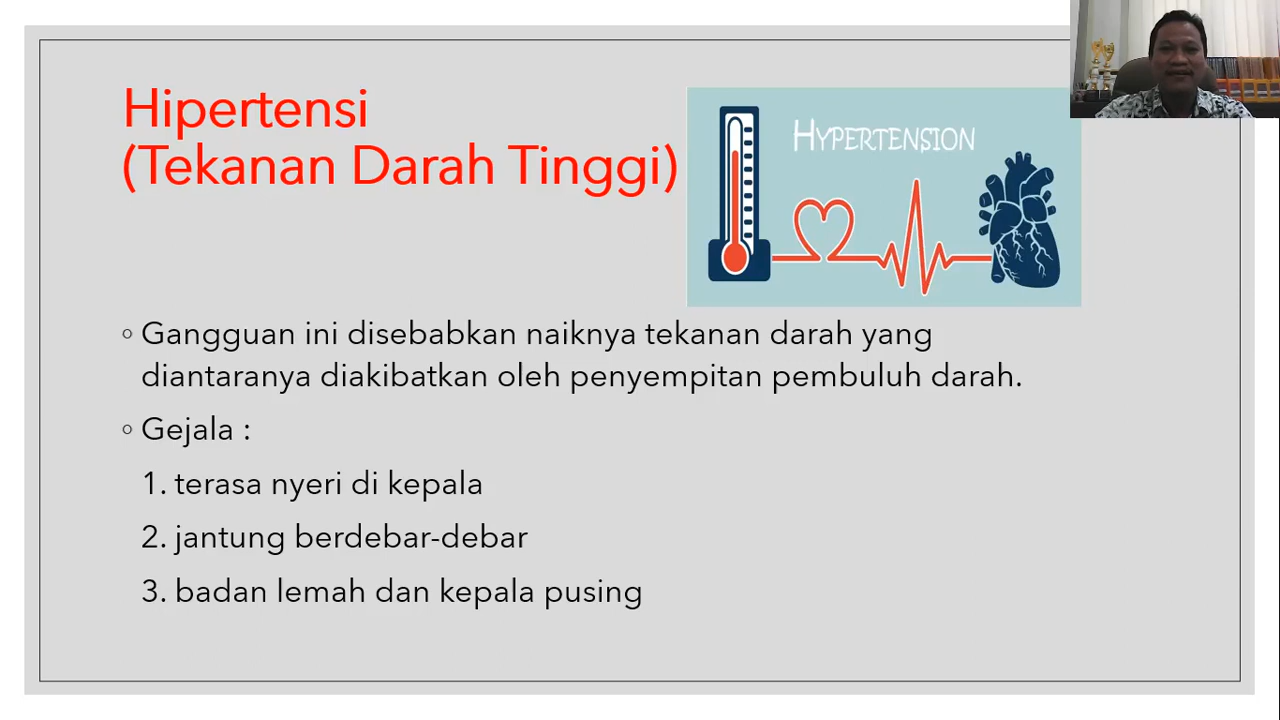 Hipertensi
(Tekanan Darah Tinggi)
HYPERTENSION
◦ Gangguan ini disebabkan naiknya tekanan darah yang
diantaranya diakibatkan oleh penyempitan pembuluh darah.
◦ Gejala :
1. terasa nyeri di kepala
2. jantung berdebar-debar
3. badan lemah dan kepala pusing